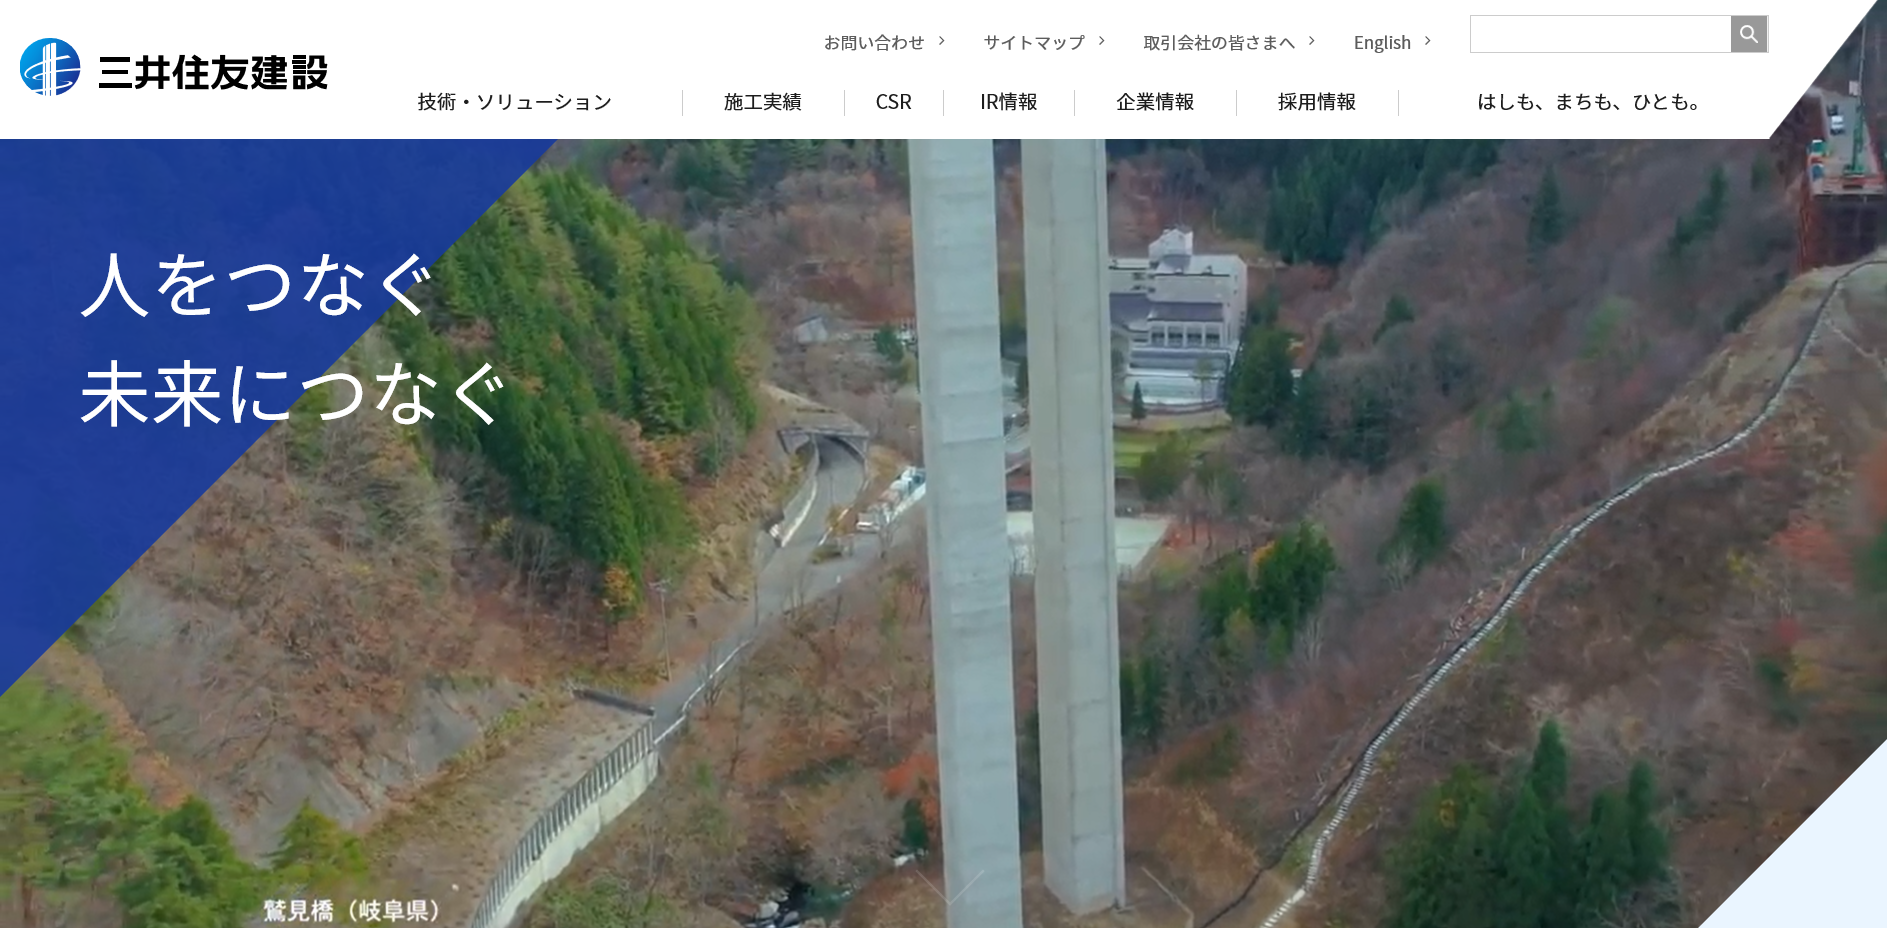 お問い合わせ
サイトマップ
取引会社の皆さまへ
English
三井住友建設
技術・ソリューション
施工実績
CSR
IR情報
企業情報
採用情報
はしも、まちも、ひとも。
人をつなぐ
未来につなぐ
鷲見橋（岐阜県）